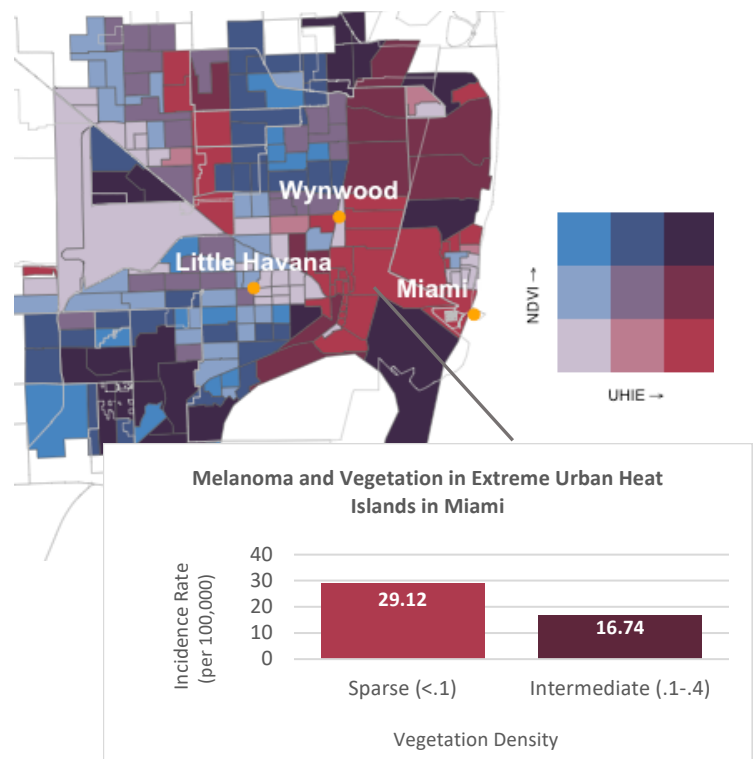 Wynwood
Little Havana
Miami
NDVI →
UHIE →
Melanoma and Vegetation in Extreme Urban Heat
Islands in Miami
Incidence Rate
(per 100,000)
40
30
20
10
0
29.12
16.74
Sparse (<.1)
Intermediate (.1-.4)
Vegetation Density